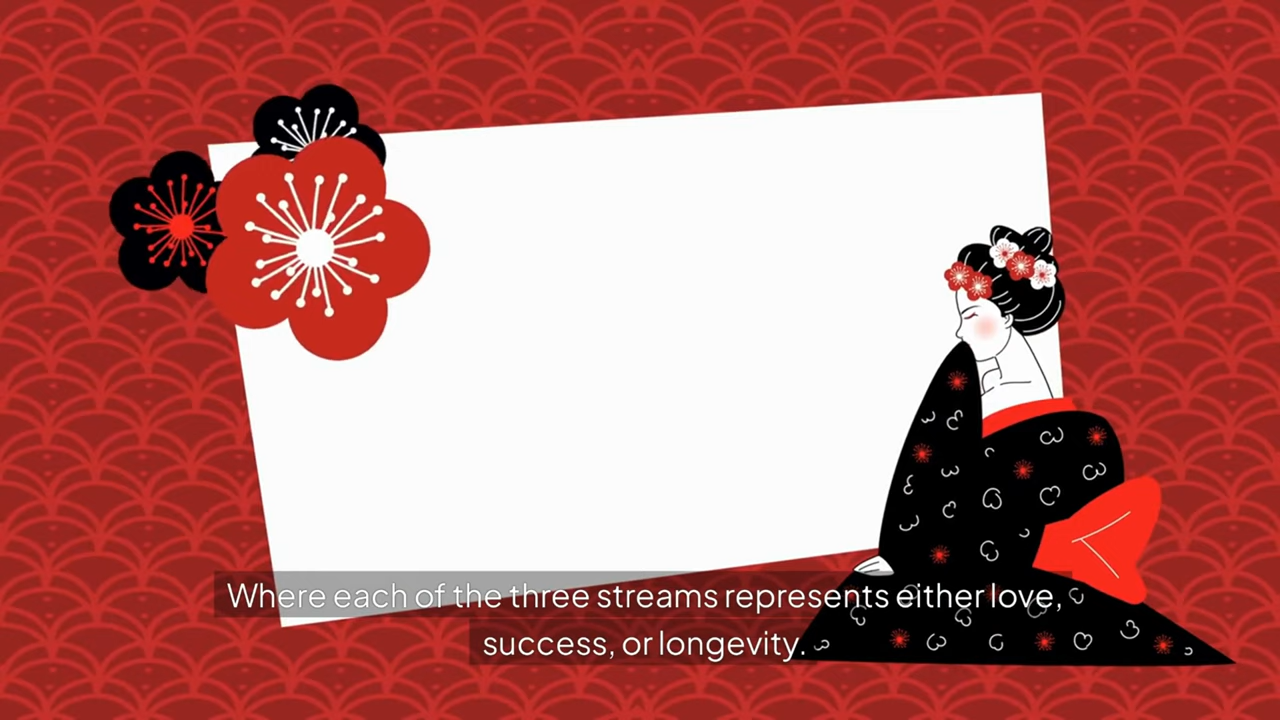 Where each of the three streams represents either love,
success, or longevity.